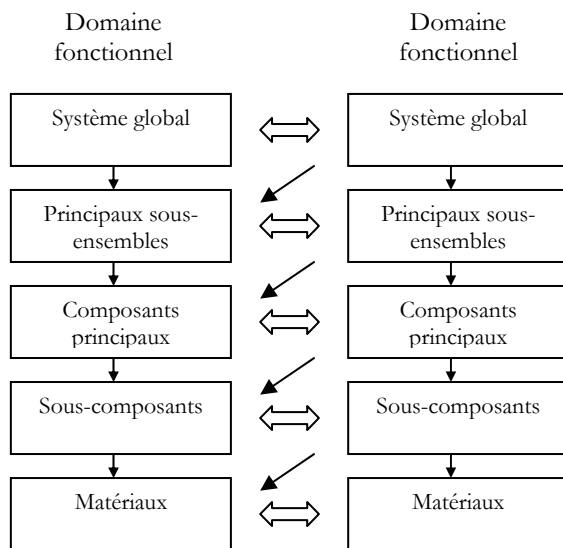 Domaine
fonctionnel
Domaine
fonctionnel
Système global
Système global
Principaux sous-
ensembles
Principaux sous-
ensembles
Composants
principaux
Composants
principaux
Sous-composants
Sous-composants
Matériaux
Matériaux